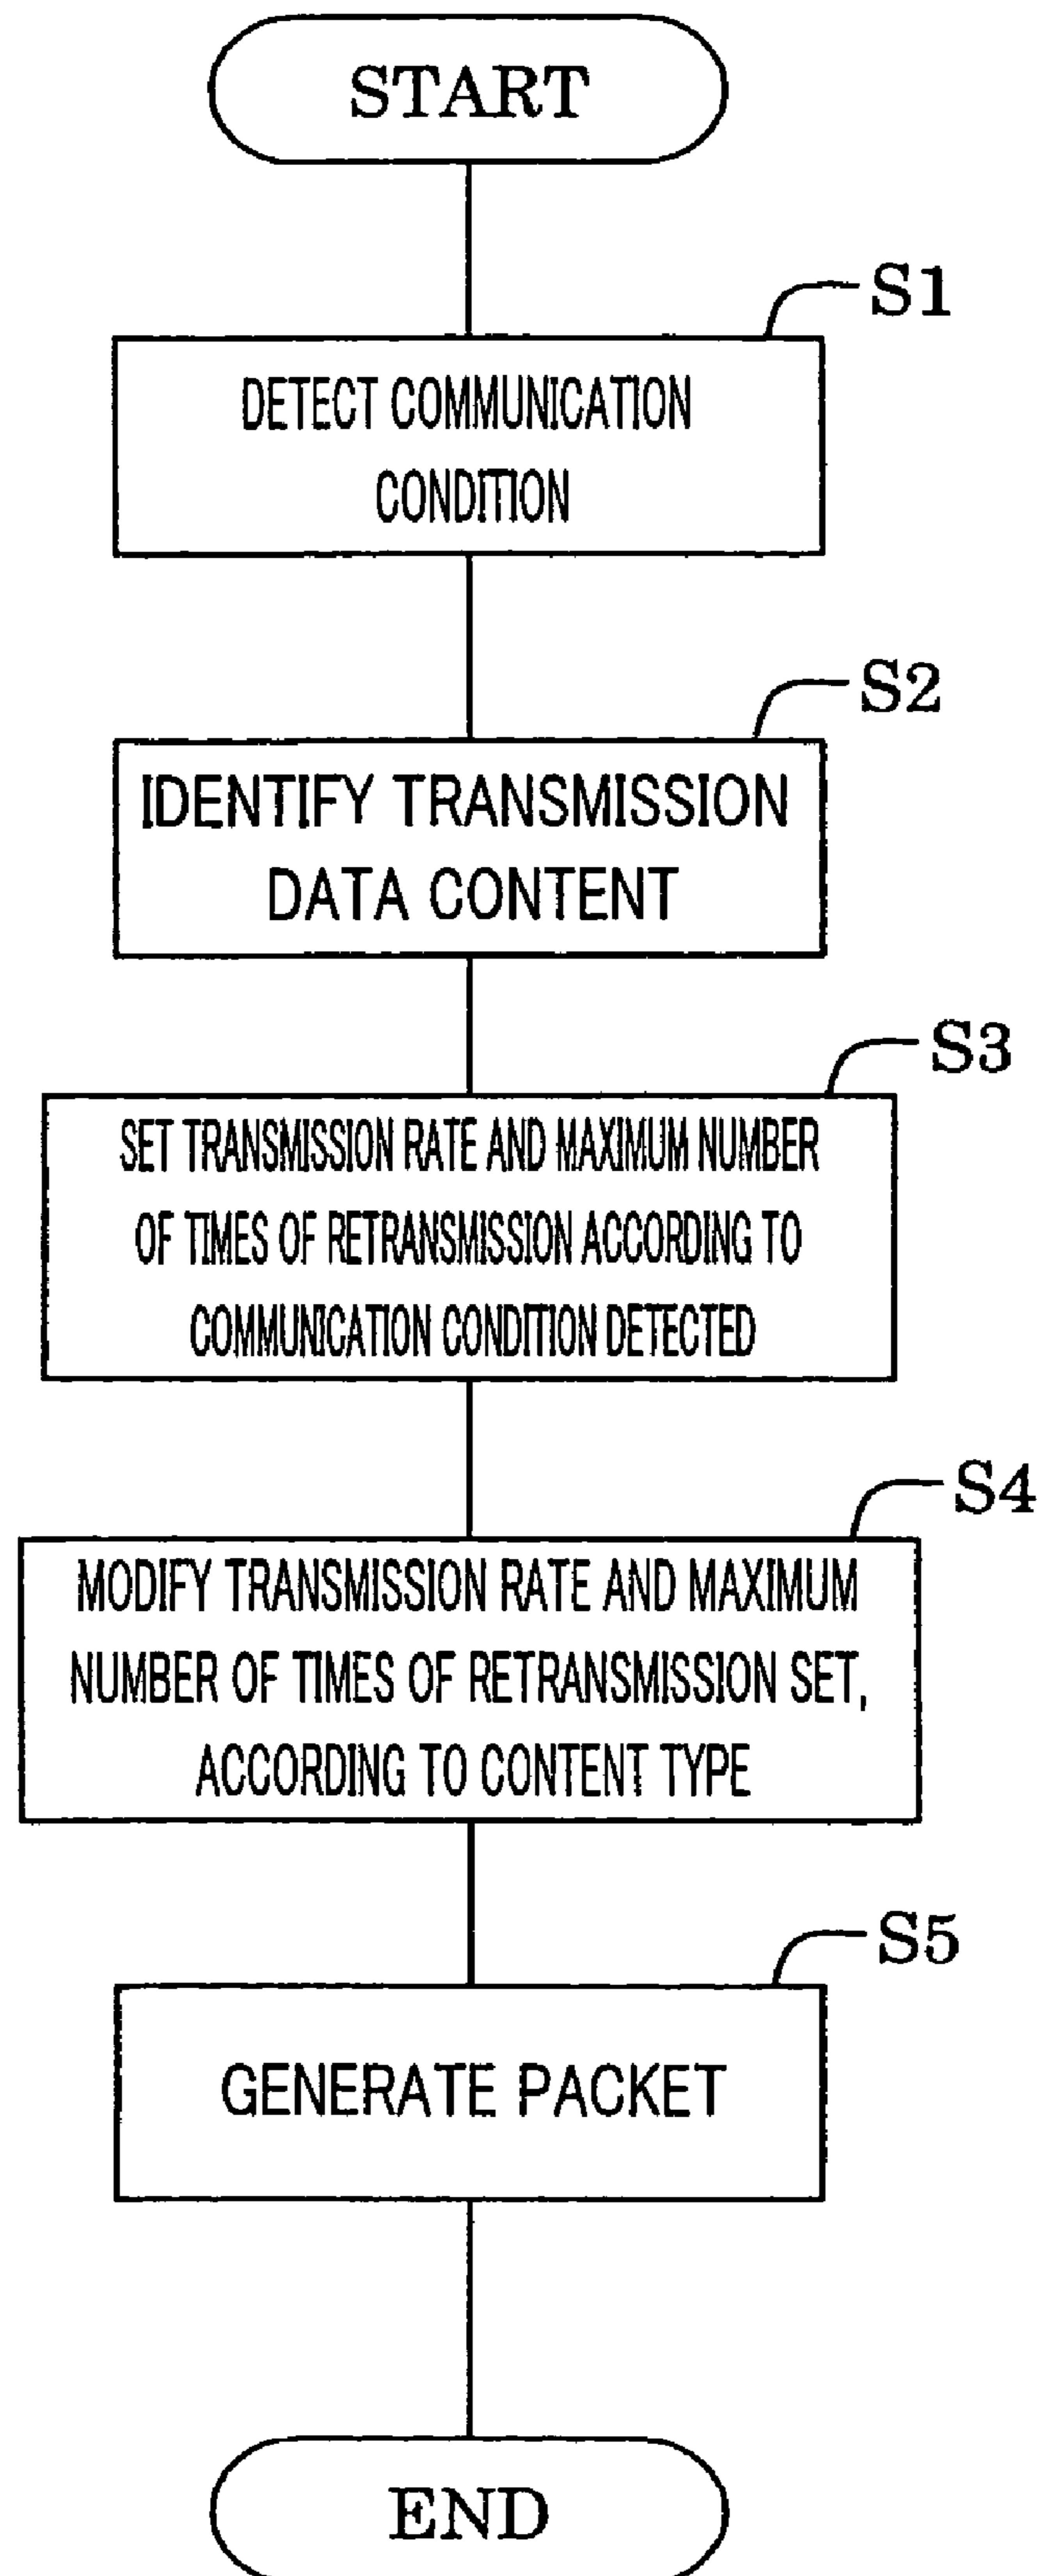 START
S1
DETECT COMMUNICATION
CONDITION
S2
IDENTIFY TRANSMISSION
DATA CONTENT
S3
SET TRANSMISSION RATE AND MAXIMUM NUMBER
OF TIMES OF RETRANSMISSION ACCORDING TO
COMMUNICATION CONDITION DETECTED
S4
MODIFY TRANSMISSION RATE AND MAXIMUM
NUMBER OF TIMES OF RETRANSMISSION SET,
ACCORDING TO CONTENT TYPE
S5
GENERATE PACKET
END